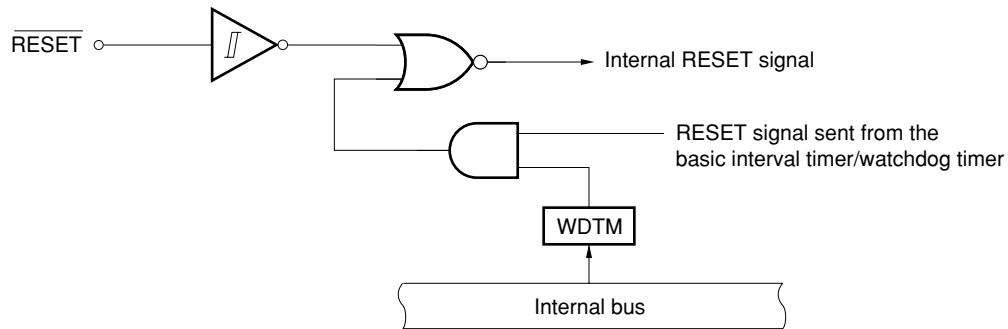 RESET
Internal RESET signal
RESET signal sent from the
basic interval timer/watchdog timer
WDTM
Internal bus